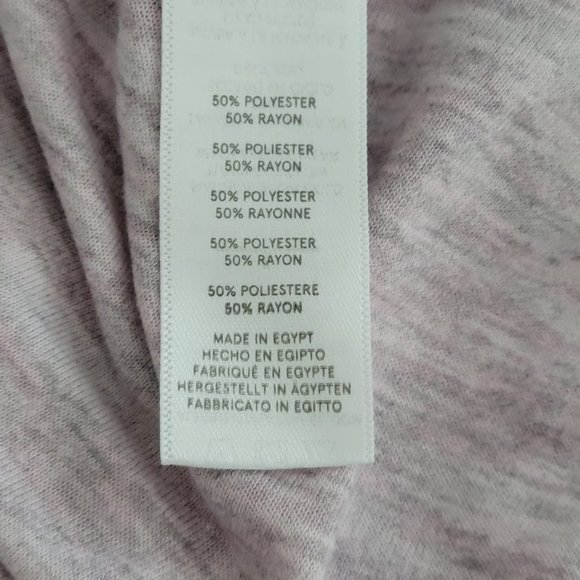 50% POLYESTER
50% RAYON
50% POLIESTER
50% RAYON
50% POLYESTER
50% RAYONNE
50% POLYESTER
50% RAYON
50% POLIESTERE
50% RAYON
MADE IN EGYPT
HECHO EN EGIPTO
FABRIQUÉ EN EGYPTE
HERGESTELLT IN ÄGYPTEN
FABBRICATO IN EGITTO